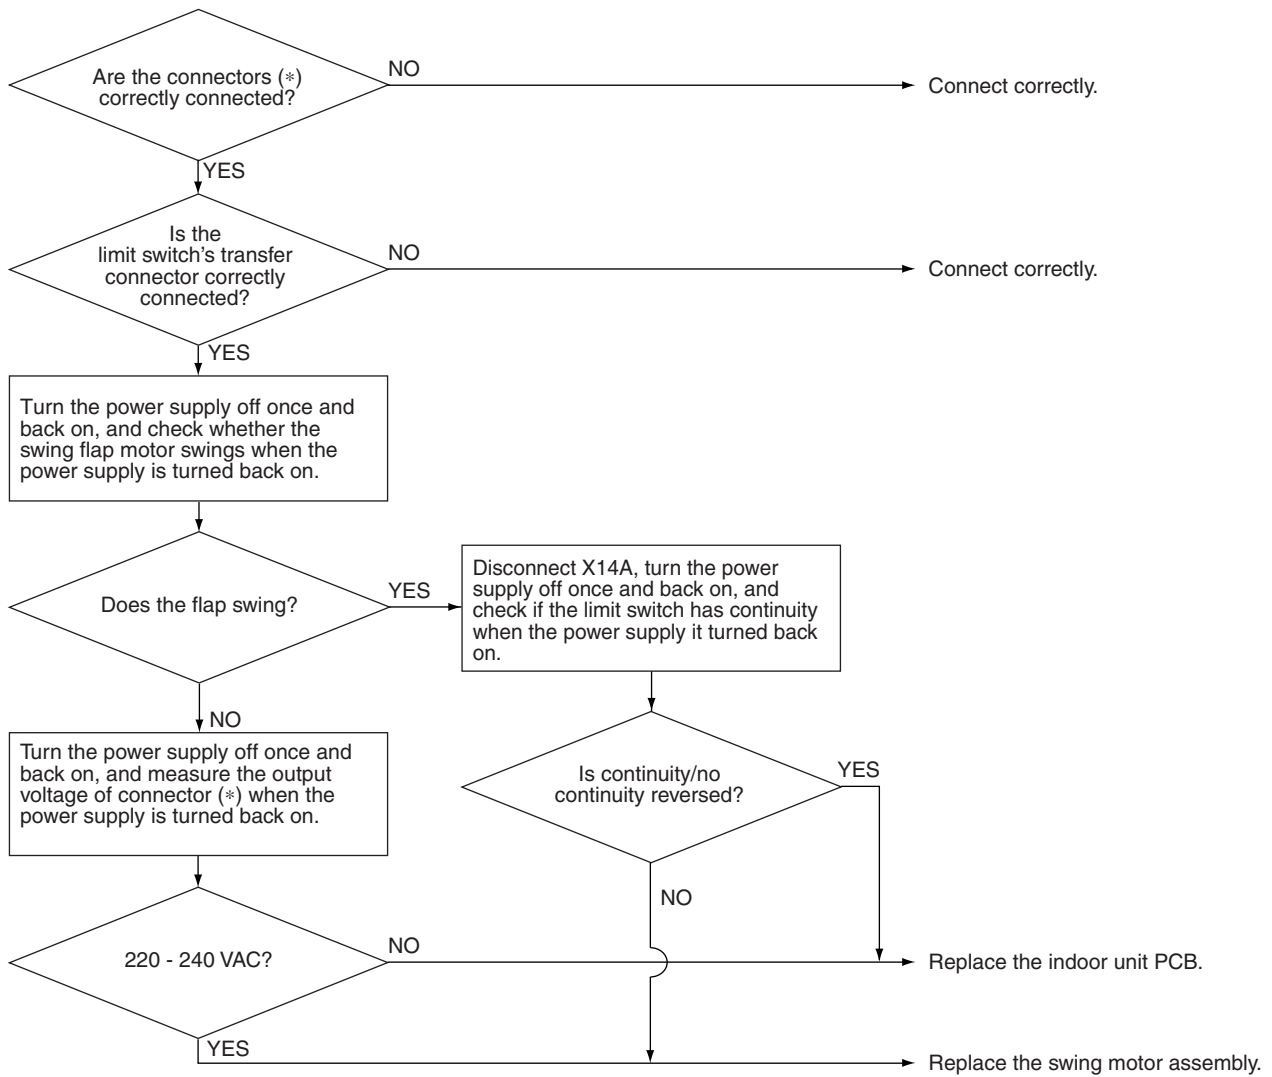 Are the connectors (*)
correctly connected?
NO
Connect correctly.
YES
Is the
limit switch's transfer
connector correctly
connected?
NO
Connect correctly.
YES
Turn the power supply off once and
back on, and check whether the
swing flap motor swings when the
power supply is turned back on.
Does the flap swing?
YES
Disconnect X14A, turn the power
supply off once and back on, and
check if the limit switch has continuity
when the power supply it turned back
on.
NO
Turn the power supply off once and
back on, and measure the output
voltage of connector (*) when the
power supply is turned back on.
Is continuity/no
continuity reversed?
YES
NO
220 - 240 VAC?
NO
Replace the indoor unit PCB.
YES
Replace the swing motor assembly.